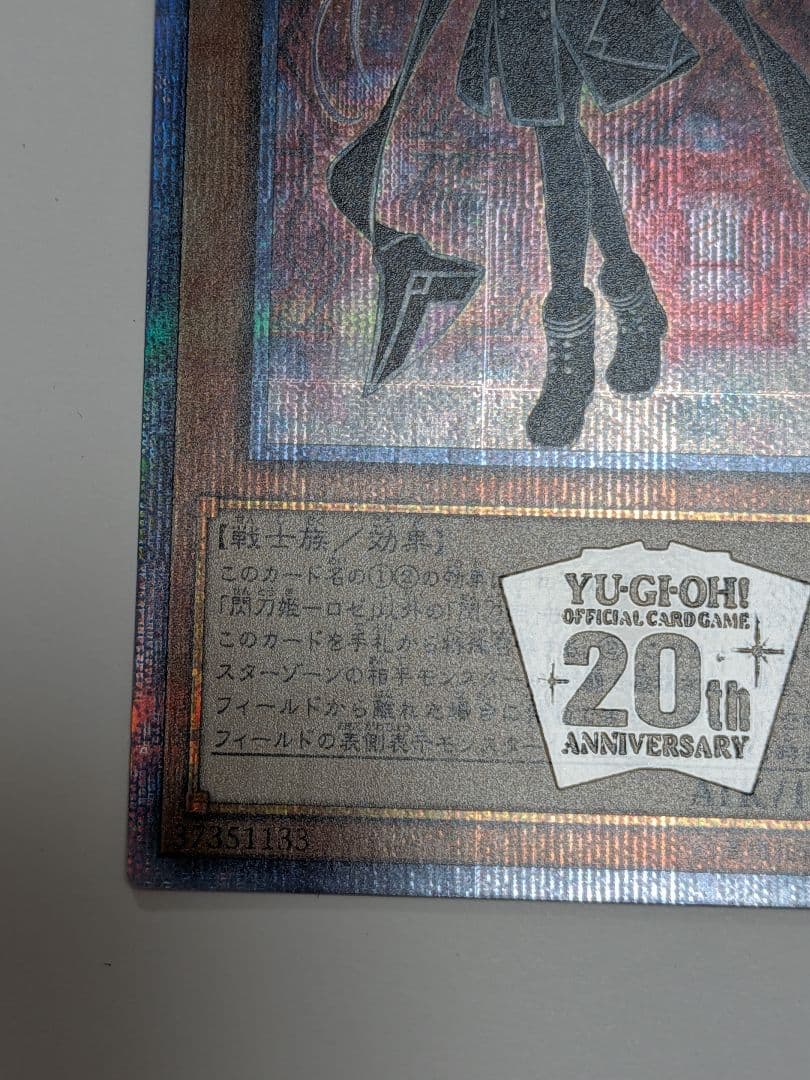 【戦士族／効果】
このカード名の①②の効果
「閃刀姫－ロゼ」以外の「閃刀姫
このカードを手札から特殊召
スターゾーンの相手モンスター
フィールドから離れた場合に
フィールドの表側表示モンスター
YU-GI-OH!
OFFICIAL CARD GAME
20th
ANNIVERSARY
ATK/
37351133